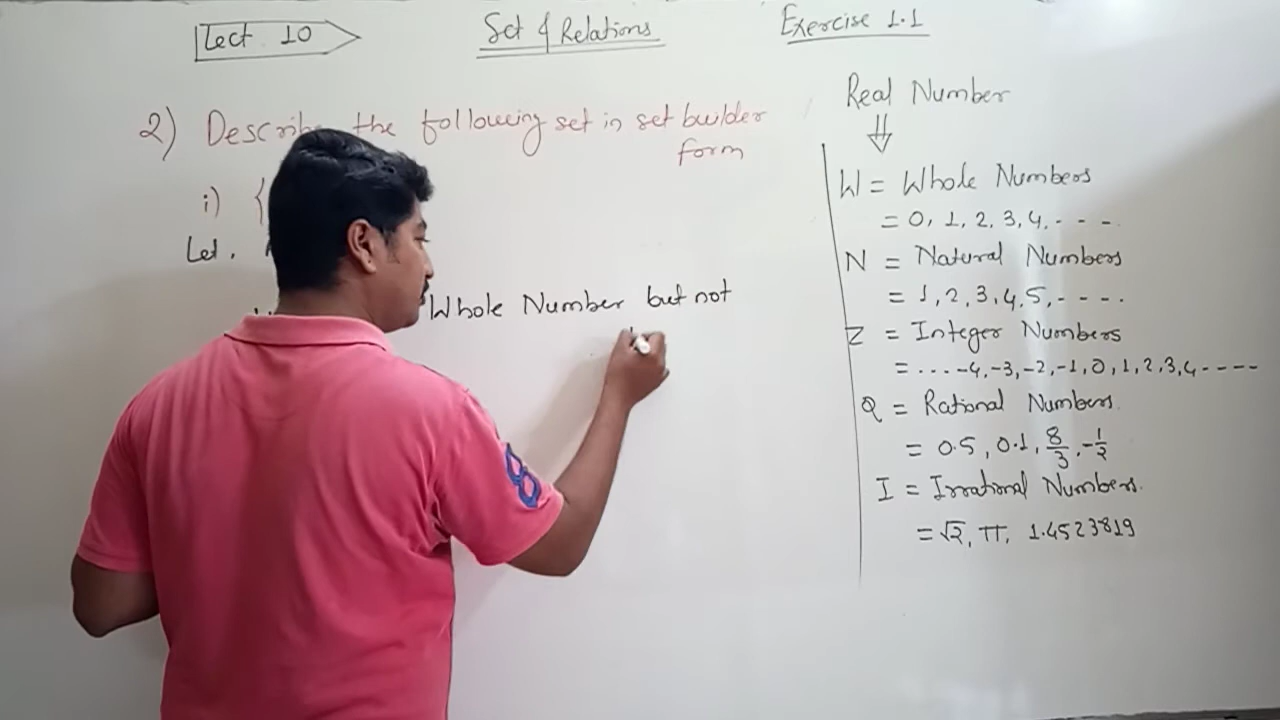 Lect 10
Set & Relations
Exercise 1.1
2) Describe the following set in set builder
form
i) {
Let,
Whole Number but not
Real Number
⇓
W = Whole Numbers
= 0, 1, 2, 3, 4, - - -
N = Natural Numbers
= 1, 2, 3, 4, 5, - - - -
Z = Integer Numbers
= .... -4, -3, -2, -1, 0, 1, 2, 3, 4 - - - -
Q = Rational Numbers
= 0.5, 0.1, 8/3, -1/2
I = Irrational Numbers.
= √2, π, 1.4523819
8